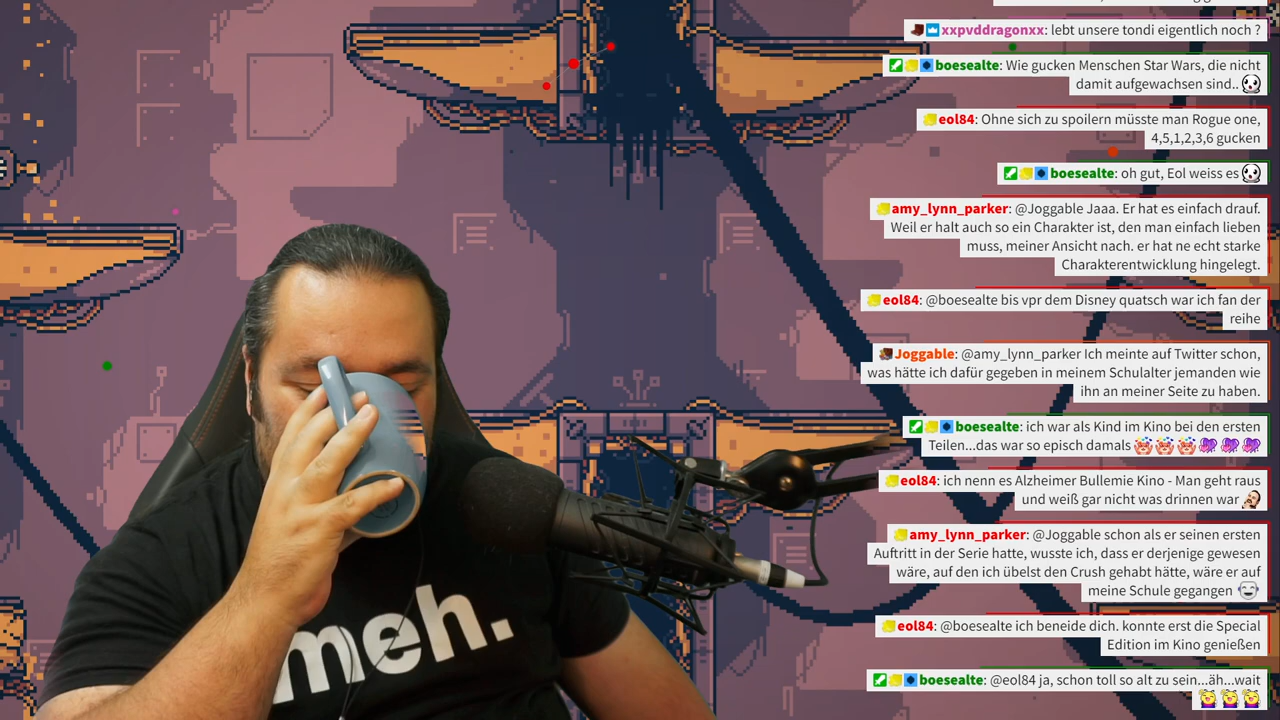 xxpvddragonxx: lebt unsere tondi eigentlich noch ?
boesealte: Wie gucken Menschen Star Wars, die nicht
damit aufgewachsen sind..
eol84: Ohne sich zu spoilern müsste man Rogue one,
4,5,1,2,3,6 gucken
boesealte: oh gut, Eol weiss es
amy_lynn_parker: @Joggable Jaaa. Er hat es einfach drauf.
Weil er halt auch so ein Charakter ist, den man einfach lieben
muss, meiner Ansicht nach. er hat ne echt starke
Charakterentwicklung hingelegt.
eol84: @boesealte bis vpr dem Disney quatsch war ich fan der
reihe
Joggable: @amy_lynn_parker Ich meinte auf Twitter schon,
was hätte ich dafür gegeben in meinem Schulalter jemanden wie
ihn an meiner Seite zu haben.
boesealte: ich war als Kind im Kino bei den ersten
Teilen...das war so episch damals
eol84: ich nenn es Alzheimer Bullemie Kino - Man geht raus
und weiß gar nicht was drinnen war
amy_lynn_parker: @Joggable schon als er seinen ersten
Auftritt in der Serie hatte, wusste ich, dass er derjenige gewesen
wäre, auf den ich übelst den Crush gehabt hätte, wäre er auf
meine Schule gegangen
eol84: @boesealte ich beneide dich. konnte erst die Special
Edition im Kino genießen
boesealte: @eol84 ja, schon toll so alt zu sein...äh...wait
meh.